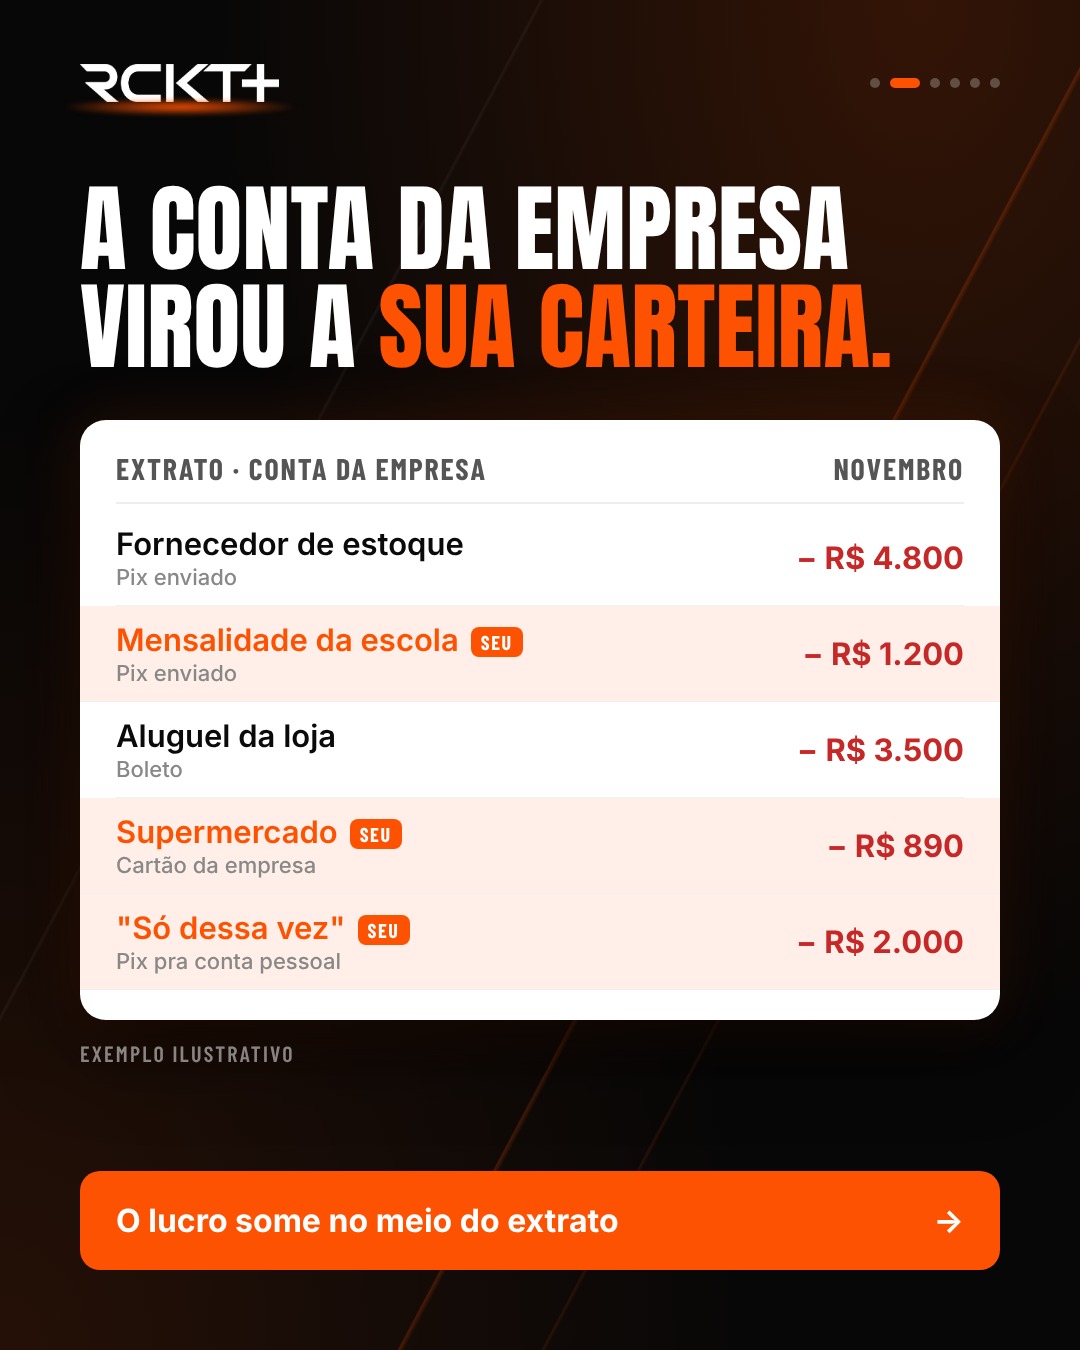 RCKT+
A CONTA DA EMPRESA
VIROU A SUA CARTEIRA.
EXTRATO · CONTA DA EMPRESA NOVEMBRO
Fornecedor de estoque
Pix enviado
– R$ 4.800
Mensalidade da escola SEU
Pix enviado
– R$ 1.200
Aluguel da loja
Boleto
– R$ 3.500
Supermercado SEU
Cartão da empresa
– R$ 890
"Só dessa vez" SEU
Pix pra conta pessoal
– R$ 2.000
EXEMPLO ILUSTRATIVO
O lucro some no meio do extrato →